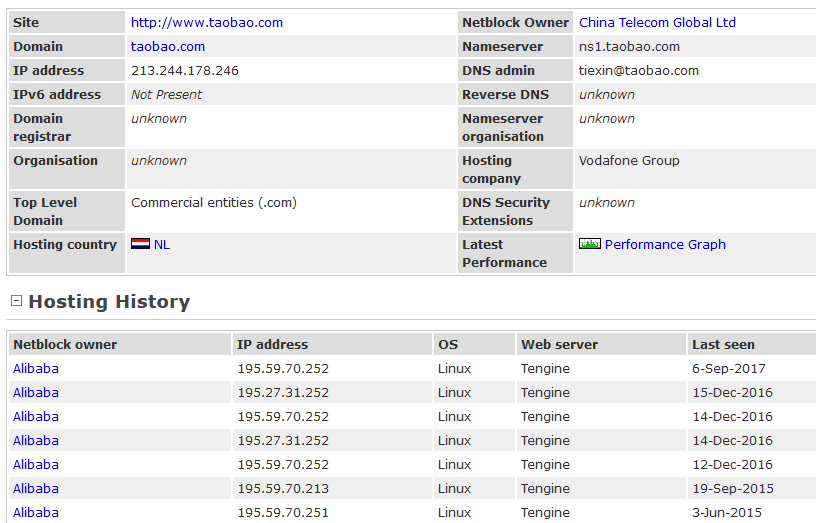 Site http://www.taobao.com Netblock Owner China Telecom Global Ltd
Domain taobao.com Nameserver ns1.taobao.com
IP address 213.244.178.246 DNS admin tiexin@taobao.com
IPv6 address Not Present Reverse DNS unknown
Domain registrar unknown Nameserver organisation unknown
Organisation unknown Hosting company Vodafone Group
Top Level Domain Commercial entities (.com) DNS Security Extensions unknown
Hosting country NL Latest Performance Performance Graph
Hosting History
Netblock owner IP address OS Web server Last seen
Alibaba 195.59.70.252 Linux Tengine 6-Sep-2017
Alibaba 195.27.31.252 Linux Tengine 15-Dec-2016
Alibaba 195.59.70.252 Linux Tengine 14-Dec-2016
Alibaba 195.27.31.252 Linux Tengine 14-Dec-2016
Alibaba 195.59.70.252 Linux Tengine 12-Dec-2016
Alibaba 195.59.70.213 Linux Tengine 19-Sep-2015
Alibaba 195.59.70.251 Linux Tengine 3-Jun-2015